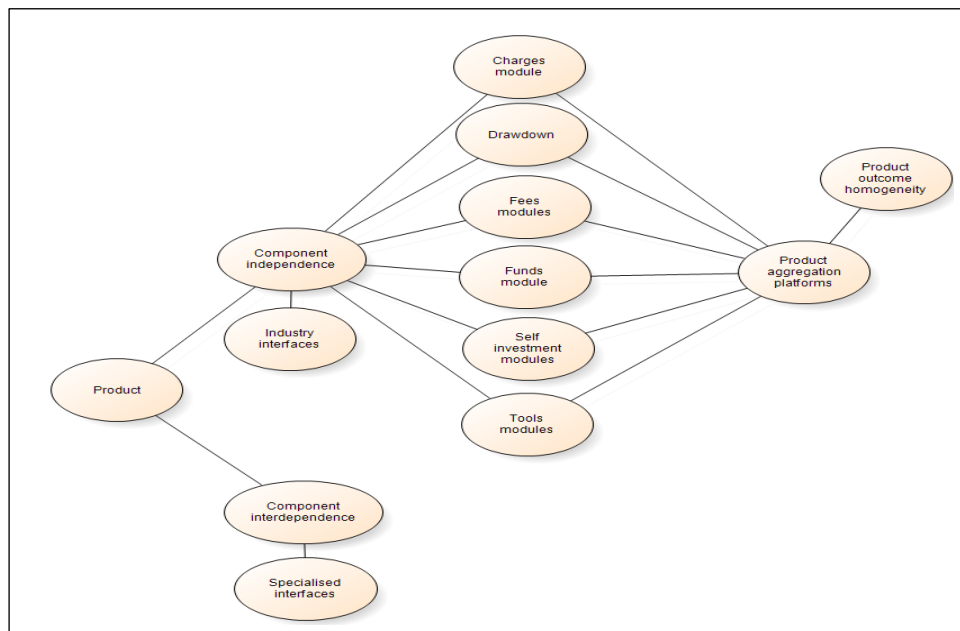 Charges
module
Drawdown
Product
outcome
homogeneity
Fees
modules
Component
independence
Funds
module
Product
aggregation
platforms
Industry
interfaces
Self
investment
modules
Product
Tools
modules
Component
interdependence
Specialised
interfaces